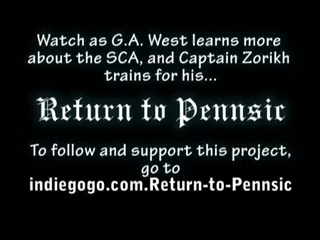 Watch as G.A. West learns more
about the SCA, and Captain Zorikh
trains for his...
Return to Pennsic
To follow and support this project,
go to
indiegogo.com.Return-to-Pennsic